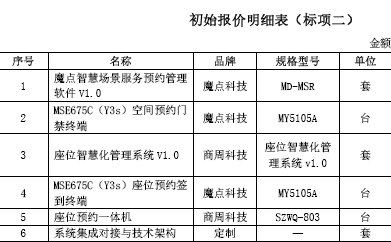 初始报价明细表（标项二）
金额
序号 名称 品牌 规格型号 单位
1 魔点智慧场景服务预约管理
软件 V1.0 魔点科技 MD-MSR 套
2 MSE675C（Y3s）空间预约门
禁终端 魔点科技 MY5105A 台
3 座位智慧化管理系统 V1.0 商周科技 座位智慧化管
理系统 v1.0 套
4 MSE675C（Y3s）座位预约签
到终端 魔点科技 MY5105A 台
5 座位预约一体机 商周科技 SZWQ-803 台
6 系统集成对接与技术架构 定制 — 套